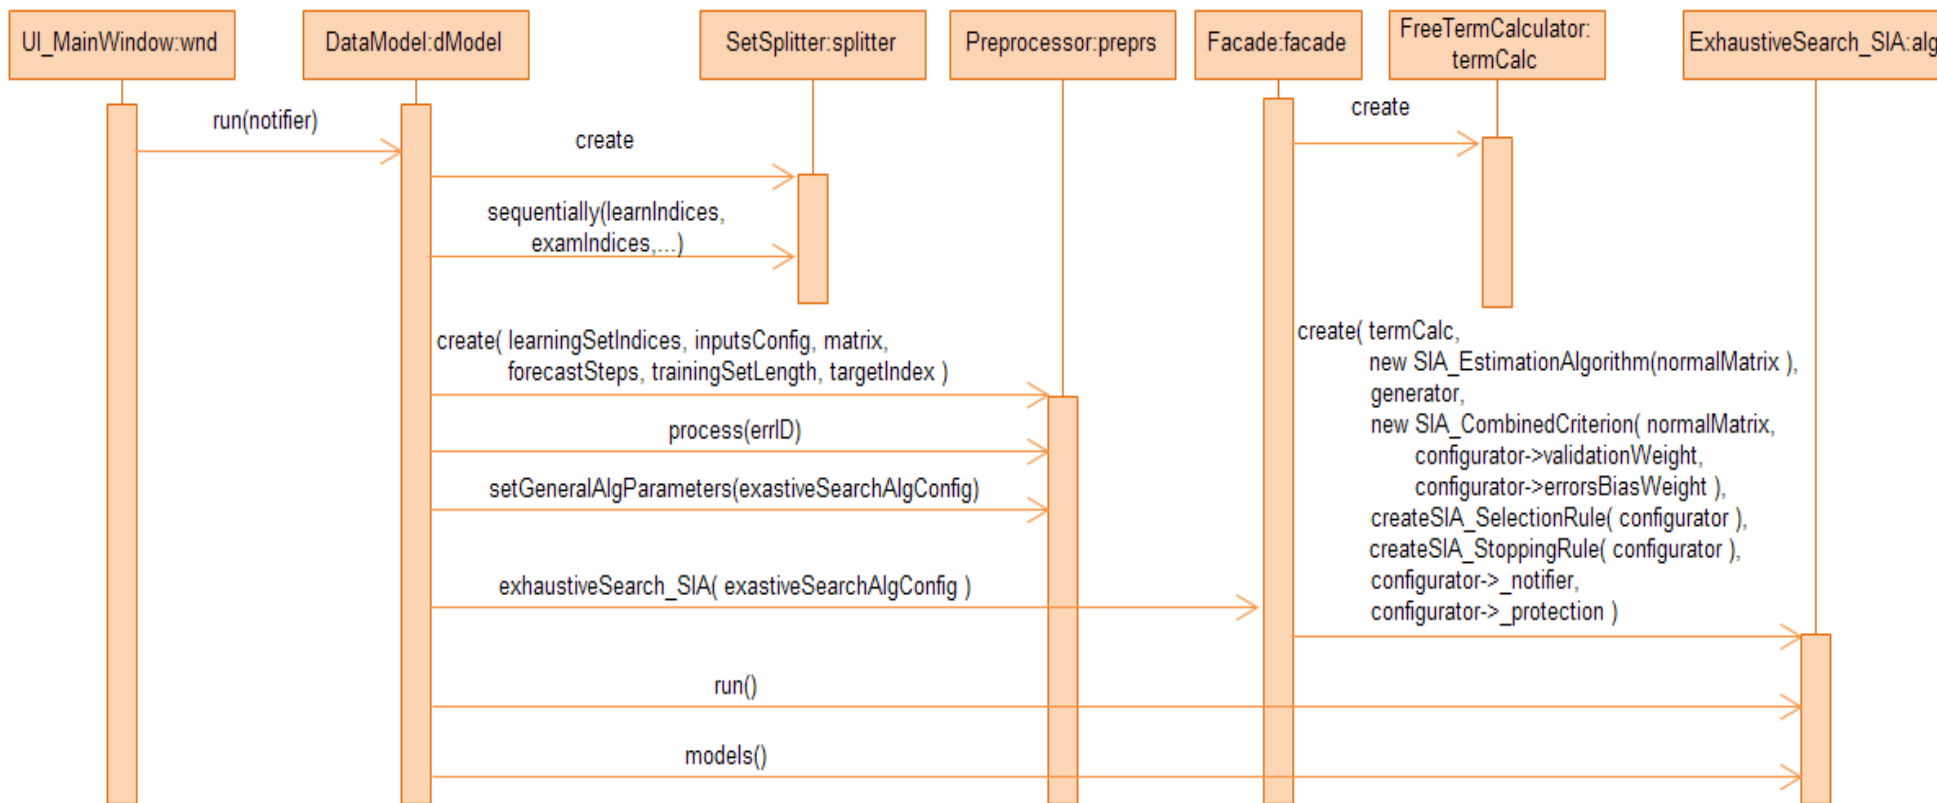 UI_MainWindow:wnd
DataModel:dModel
SetSplitter:splitter
Preprocessor:preprs
Facade:facade
FreeTermCalculator:
termCalc
ExhaustiveSearch_SIA:alg
run(notifier)
create
create
sequentially(learnIndices,
examIndices,...)
create( learningSetIndices, inputsConfig, matrix,
forecastSteps, trainingSetLength, targetIndex )
process(errID)
setGeneralAlgParameters(exastiveSearchAlgConfig)
exhaustiveSearch_SIA( exastiveSearchAlgConfig )
create( termCalc,
new SIA_EstimationAlgorithm(normalMatrix ),
generator,
new SIA_CombinedCriterion( normalMatrix,
configurator->validationWeight,
configurator->errorsBiasWeight ),
createSIA_SelectionRule( configurator ),
createSIA_StoppingRule( configurator ),
configurator->_notifier,
configurator->_protection )
run()
models()